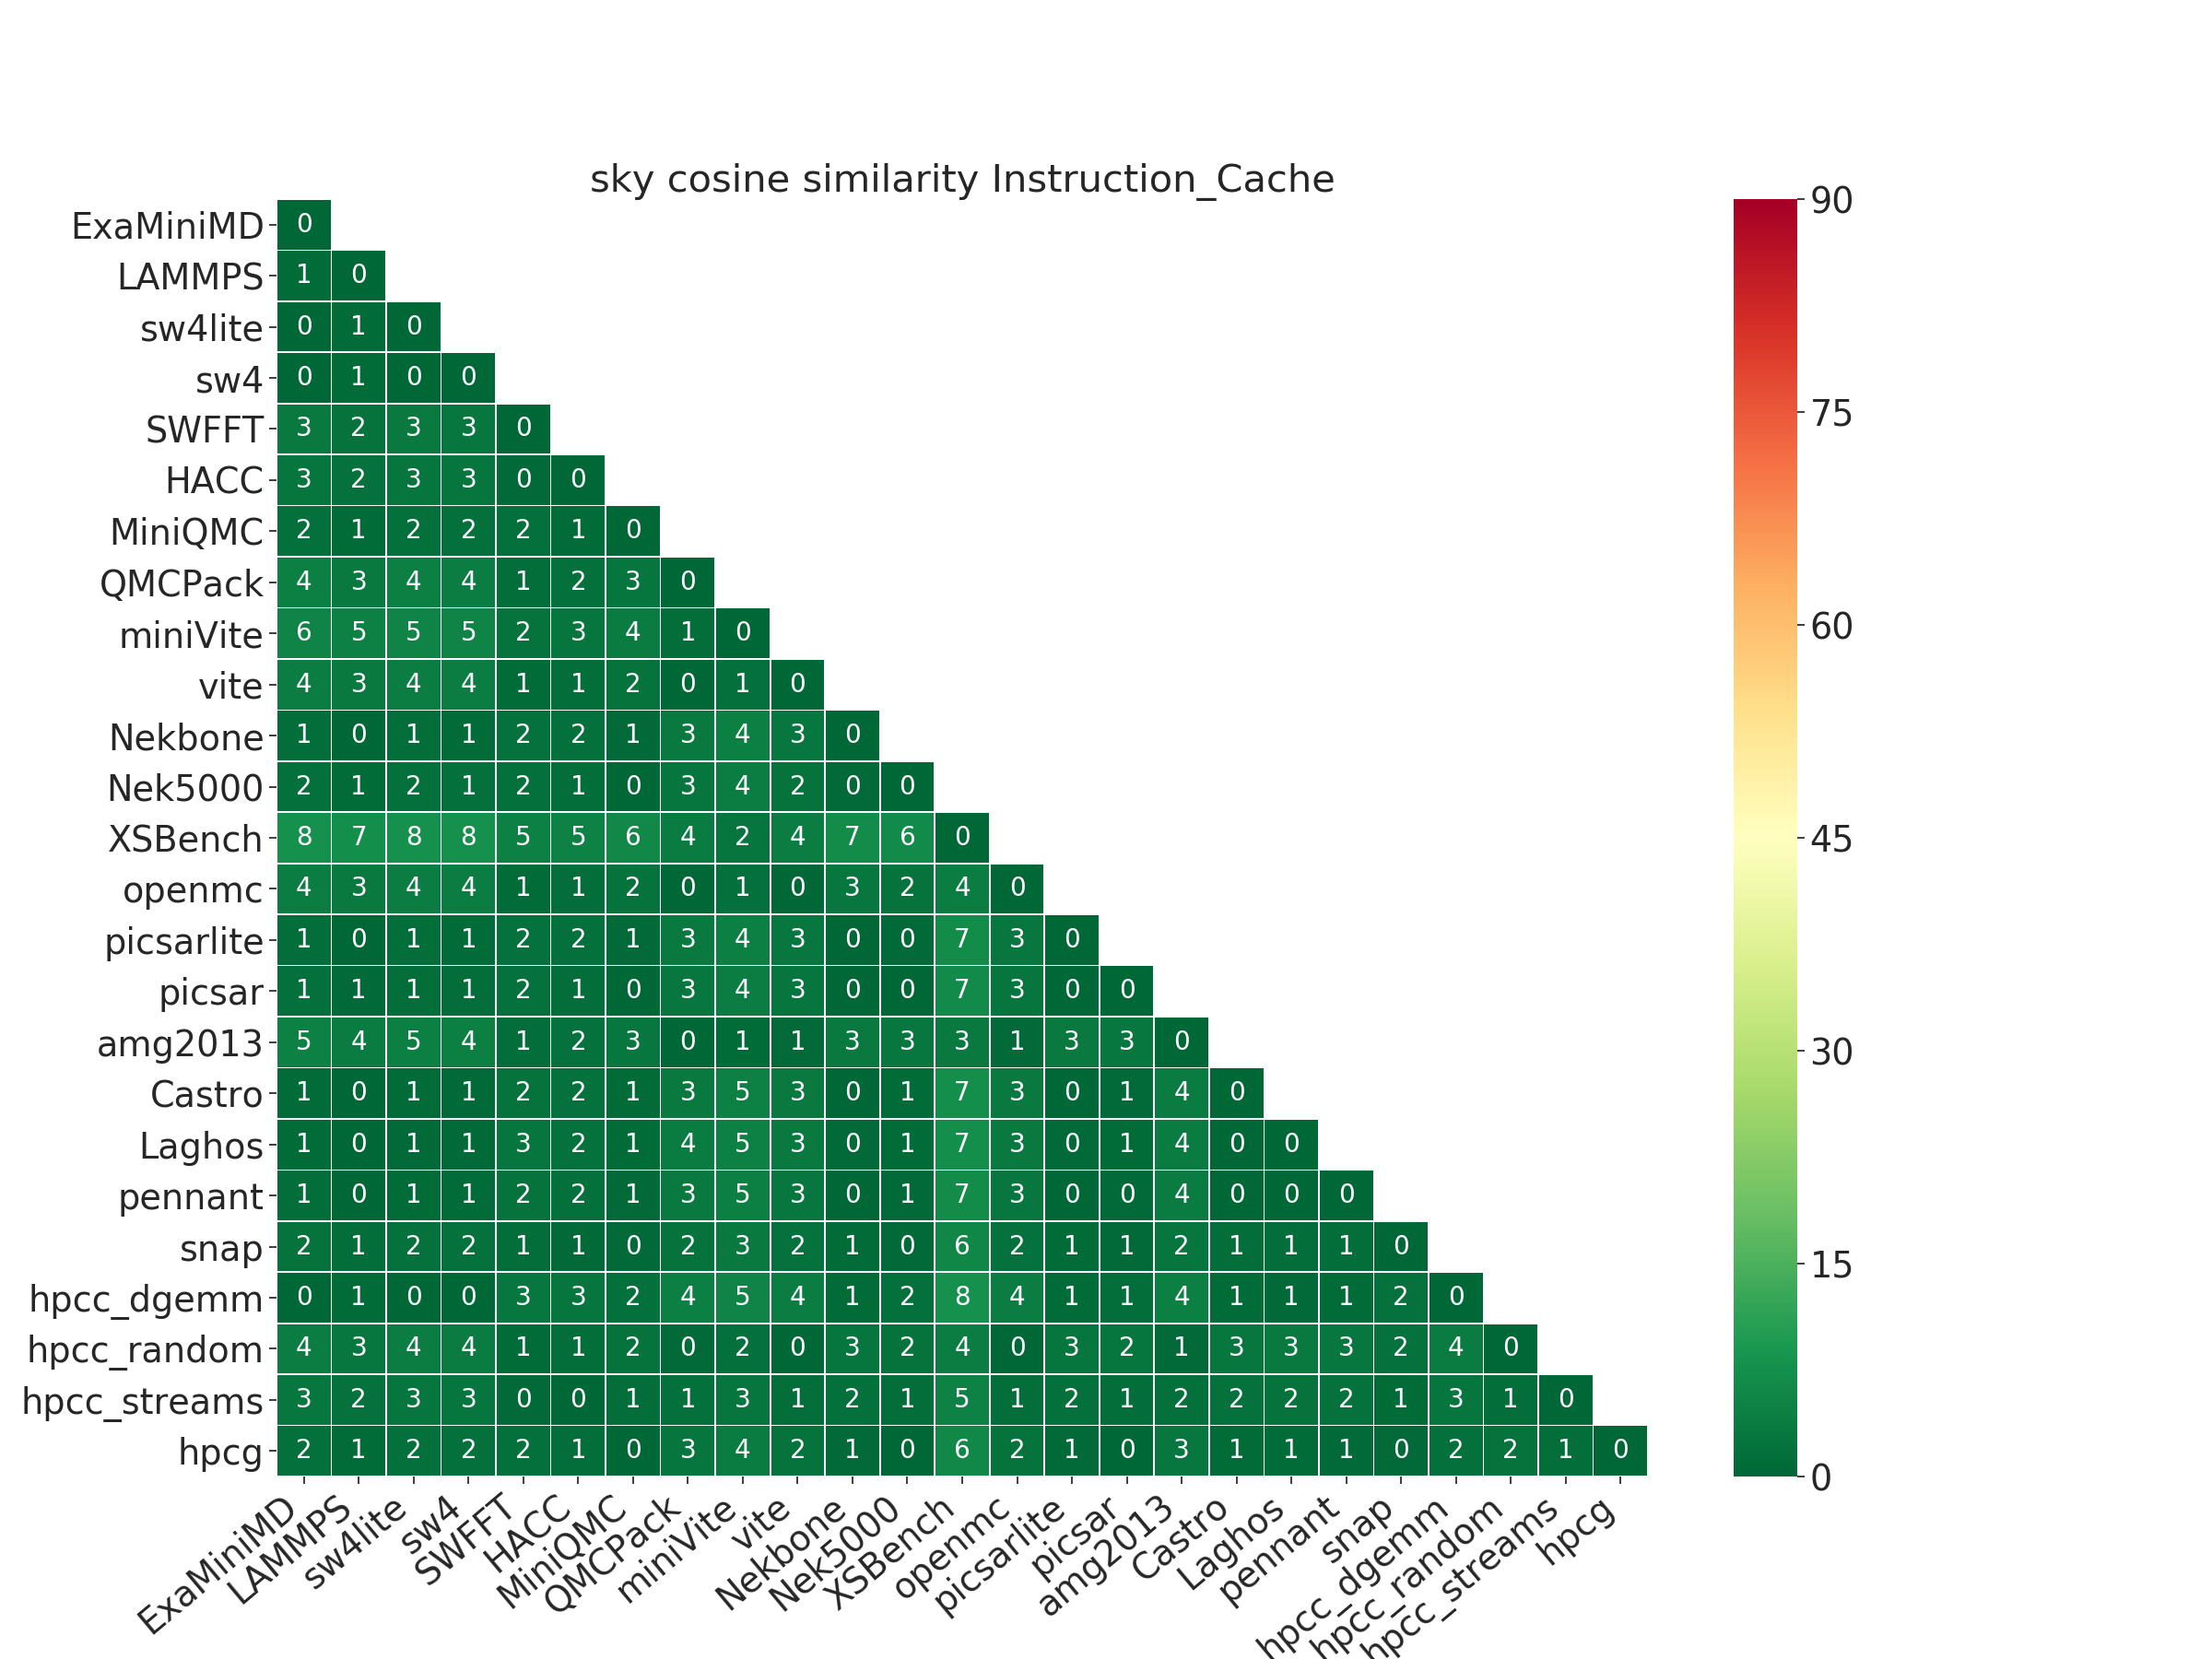 sky cosine similarity Instruction_Cache
ExaMiniMD 0
LAMMPS 1 0
sw4lite 0 1 0
sw4 0 1 0 0
SWFFT 3 2 3 3 0
HACC 3 2 3 3 0 0
MiniQMC 2 1 2 2 2 1 0
QMCPack 4 3 4 4 1 2 3 0
miniVite 6 5 5 5 2 3 4 1 0
vite 4 3 4 4 1 1 2 0 1 0
Nekbone 1 0 1 1 2 2 1 3 4 3 0
Nek5000 2 1 2 1 2 1 0 3 4 2 0 0
XSBench 8 7 8 8 5 5 6 4 2 4 7 6 0
openmc 4 3 4 4 1 1 2 0 1 0 3 2 4 0
picsarlite 1 0 1 1 2 2 1 3 4 3 0 0 7 3 0
picsar 1 1 1 1 2 1 0 3 4 3 0 0 7 3 0 0
amg2013 5 4 5 4 1 2 3 0 1 1 3 3 3 1 3 3 0
Castro 1 0 1 1 2 2 1 3 5 3 0 1 7 3 0 1 4 0
Laghos 1 0 1 1 3 2 1 4 5 3 0 1 7 3 0 1 4 0 0
pennant 1 0 1 1 2 2 1 3 5 3 0 1 7 3 0 0 4 0 0 0
snap 2 1 2 2 1 1 0 2 3 2 1 0 6 2 1 1 2 1 1 1 0
hpcc_dgemm 0 1 0 0 3 3 2 4 5 4 1 2 8 4 1 1 4 1 1 1 2 0
hpcc_random 4 3 4 4 1 1 2 0 2 0 3 2 4 0 3 2 1 3 3 3 2 4 0
hpcc_streams 3 2 3 3 0 0 1 1 3 1 2 1 5 1 2 1 2 2 2 2 1 3 1 0
hpcg 2 1 2 2 2 1 0 3 4 2 1 0 6 2 1 0 3 1 1 1 0 2 2 1 0
ExaMiniMD
LAMMPS
sw4lite
sw4
SWFFT
HACC
MiniQMC
QMCPack
miniVite
vite
Nekbone
Nek5000
XSBench
openmc
picsarlite
picsar
amg2013
Castro
Laghos
pennant
snap
hpcc_dgemm
hpcc_random
hpcc_streams
hpcg
90
75
60
45
30
15
0